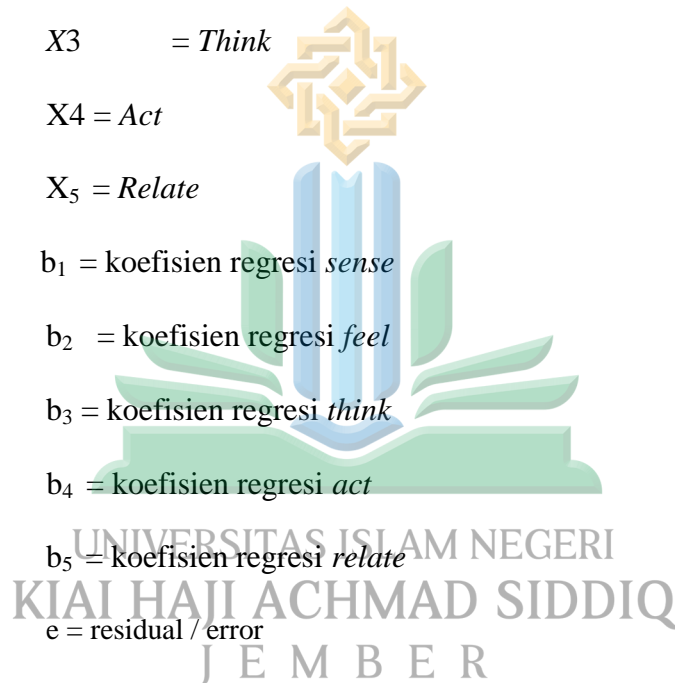 X3 = Think
X4 = Act
X₅ = Relate
b₁ = koefisien regresi sense
b₂ = koefisien regresi feel
b₃ = koefisien regresi think
b₄ = koefisien regresi act
UNIVERSITAS ISLAM NEGERI
b₅ = koefisien regresi relate
KIAI HAJI ACHMAD SIDDIQ
e = residual / error
JEMBER